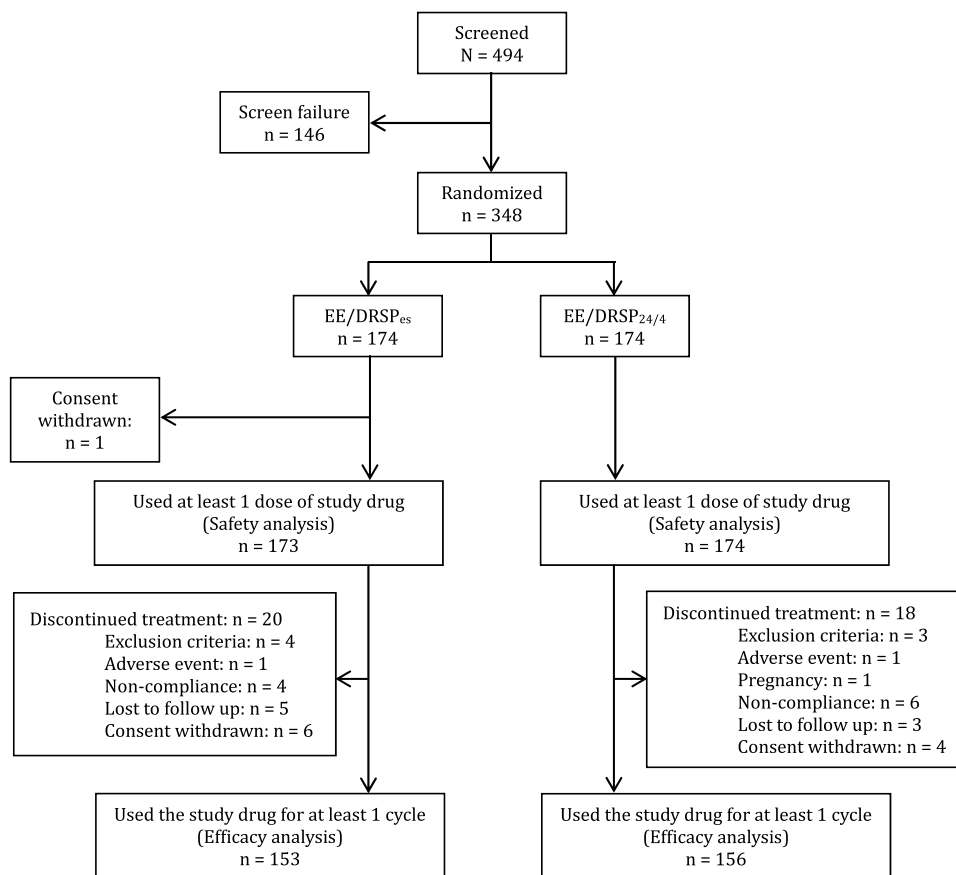 Screened
N = 494
Screen failure
n = 146
Randomized
n = 348
EE/DRSPes
n = 174
EE/DRSP24/4
n = 174
Consent
withdrawn:
n = 1
Used at least 1 dose of study drug
(Safety analysis)
n = 173
Used at least 1 dose of study drug
(Safety analysis)
n = 174
Discontinued treatment: n = 20
Exclusion criteria: n = 4
Adverse event: n = 1
Non-compliance: n = 4
Lost to follow up: n = 5
Consent withdrawn: n = 6
Discontinued treatment: n = 18
Exclusion criteria: n = 3
Adverse event: n = 1
Pregnancy: n = 1
Non-compliance: n = 6
Lost to follow up: n = 3
Consent withdrawn: n = 4
Used the study drug for at least 1 cycle
(Efficacy analysis)
n = 153
Used the study drug for at least 1 cycle
(Efficacy analysis)
n = 156